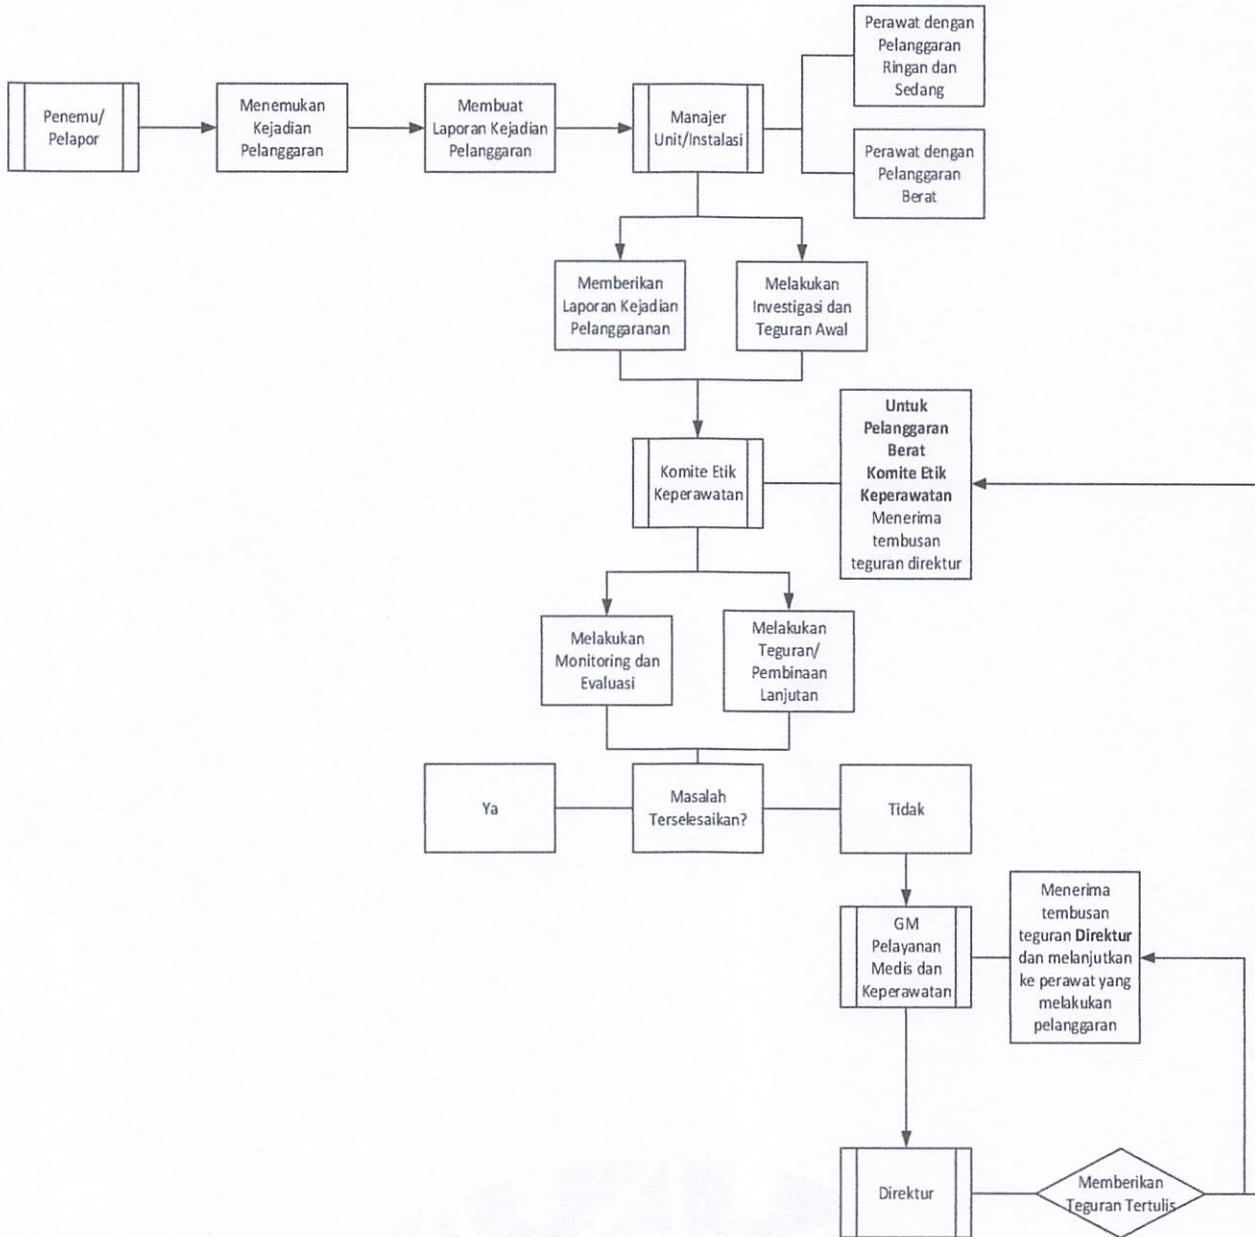 Penemu/
Pelapor
Menemukan
Kejadian
Pelanggaran
Membuat
Laporan Kejadian
Pelanggaran
Manajer
Unit/Instalasi
Perawat dengan
Pelanggaran
Ringan dan
Sedang
Perawat dengan
Pelanggaran
Berat
Memberikan
Laporan Kejadian
Pelanggaranan
Melakukan
Investigasi dan
Teguran Awal
Komite Etik
Keperawatan
Untuk
Pelanggaran
Berat
Komite Etik
Keperawatan
Menerima
tembusan
teguran direktur
Melakukan
Monitoring dan
Evaluasi
Melakukan
Teguran/
Pembinaan
Lanjutan
Ya
Masalah
Terselesaikan?
Tidak
GM
Pelayanan
Medis dan
Keperawatan
Menerima
tembusan
teguran Direktur
dan melanjutkan
ke perawat yang
melakukan
pelanggaran
Direktur
Memberikan
Teguran Tertulis